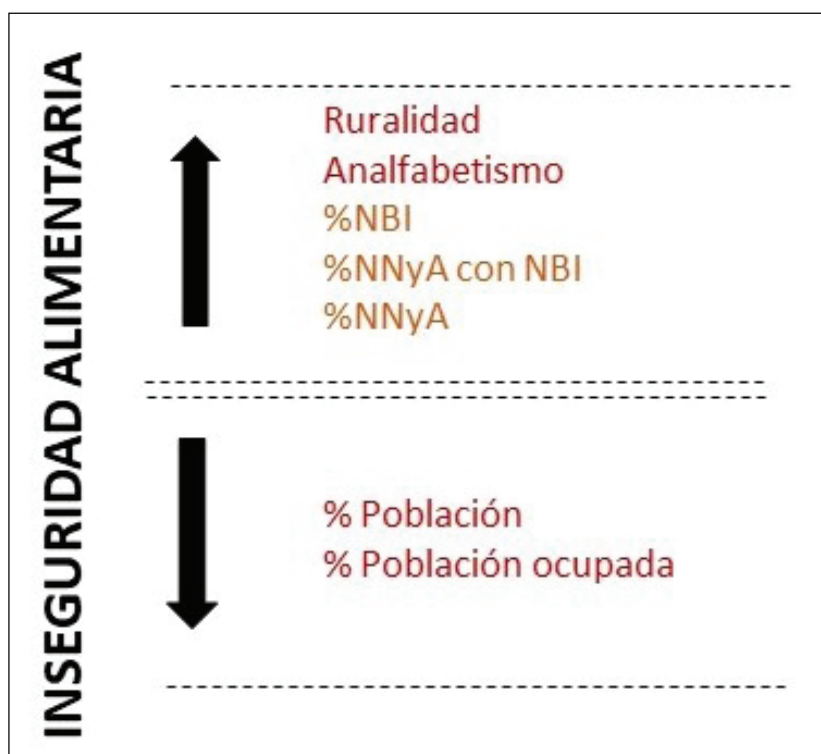 INSEGURIDAD ALIMENTARIA
Ruralidad
Analfabetismo
%NBI
%NNyA con NBI
%NNyA
% Población
% Población ocupada